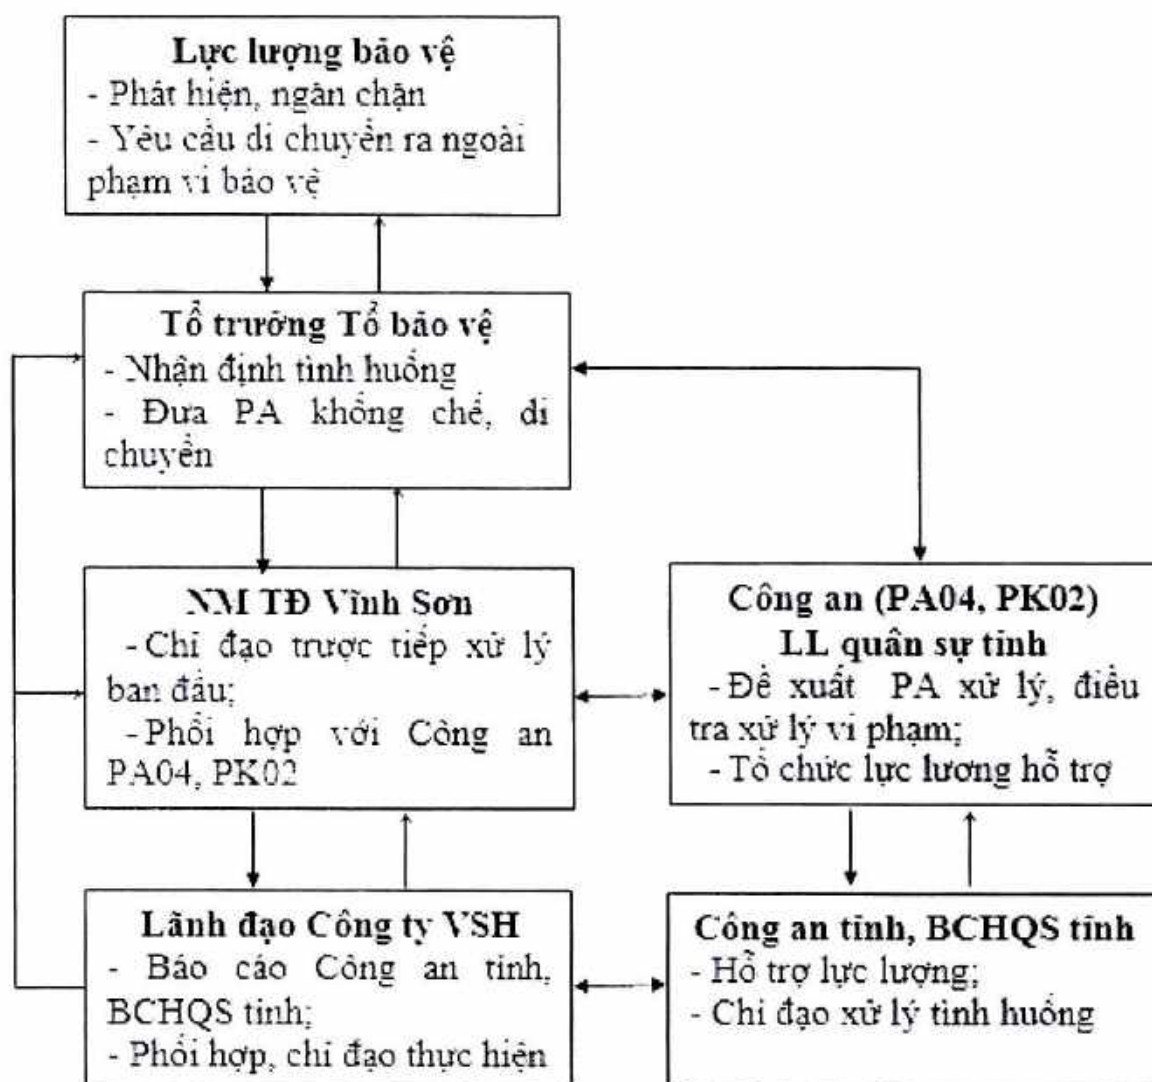 Lực lượng bảo vệ
- Phát hiện, ngăn chặn
- Yêu cầu di chuyển ra ngoài
phạm vi bảo vệ
Tổ trưởng Tổ bảo vệ
- Nhận định tình huống
- Đưa PA khống chế, di
chuyển
NM TĐ Vĩnh Sơn
-Chỉ đạo trược tiếp xử lý
ban đầu;
-Phối hợp với Công an
PA04, PK02
Công an (PA04, PK02)
LL quân sự tỉnh
-Đề xuất PA xử lý, điều
tra xử lý vi phạm;
-Tổ chức lực lương hỗ trợ
Lãnh đạo Công ty VSH
- Báo cáo Công an tỉnh,
BCHQS tỉnh;
- Phối hợp, chỉ đạo thực hiện
Công an tỉnh, BCHQS tỉnh
- Hỗ trợ lực lượng;
- Chỉ đạo xử lý tình huống